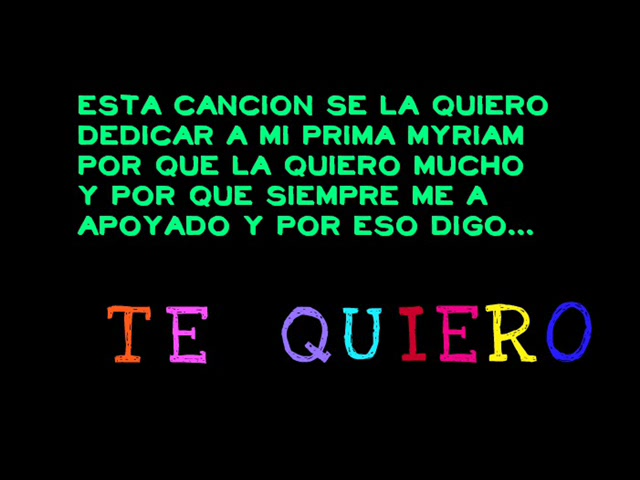 ESTA CANCION SE LA QUIERO
DEDICAR A MI PRIMA MYRIAM
POR QUE LA QUIERO MUCHO
Y POR QUE SIEMPRE ME A
APOYADO Y POR ESO DIGO...
TE QUIERO